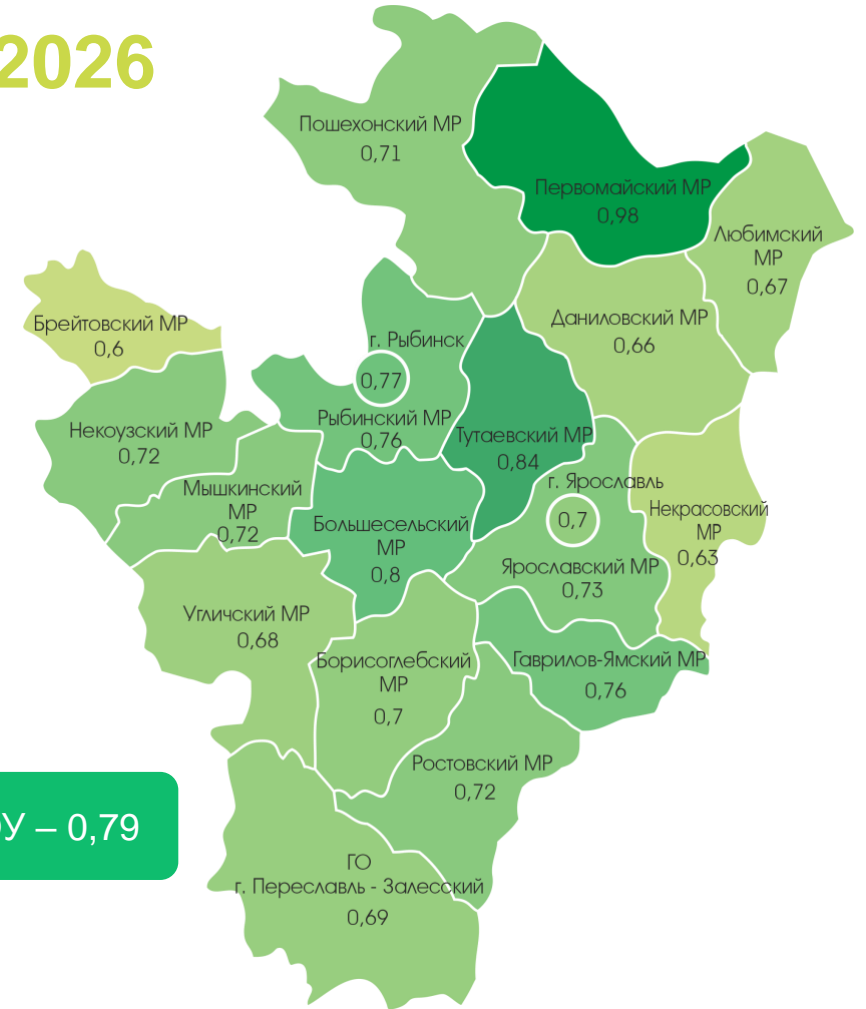 2026
Пошехонский МР
0,71
Первомайский МР
0,98
Любимский
МР
0,67
Брейтовский МР
0,6
Даниловский МР
0,66
г. Рыбинск
0,77
Рыбинский МР
0,76
Некоузский МР
0,72
Тутаевский МР
0,84
Мышкинский
МР
0,72
г. Ярославль
0,7
Некрасовский
МР
0,63
Большесельский
МР
0,8
Ярославский МР
0,73
Угличский МР
0,68
Борисоглебский
МР
0,7
Гаврилов-Ямский МР
0,76
Ростовский МР
0,72
– 0,79
ГО
г. Переславль - Залесский
0,69